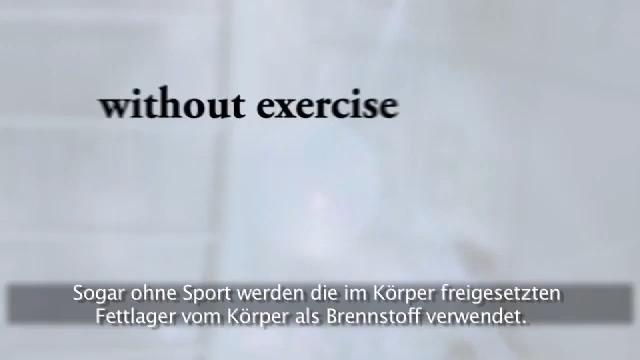 without exercise
Sogar ohne Sport werden die im Körper freigesetzten
Fettlager vom Körper als Brennstoff verwendet.